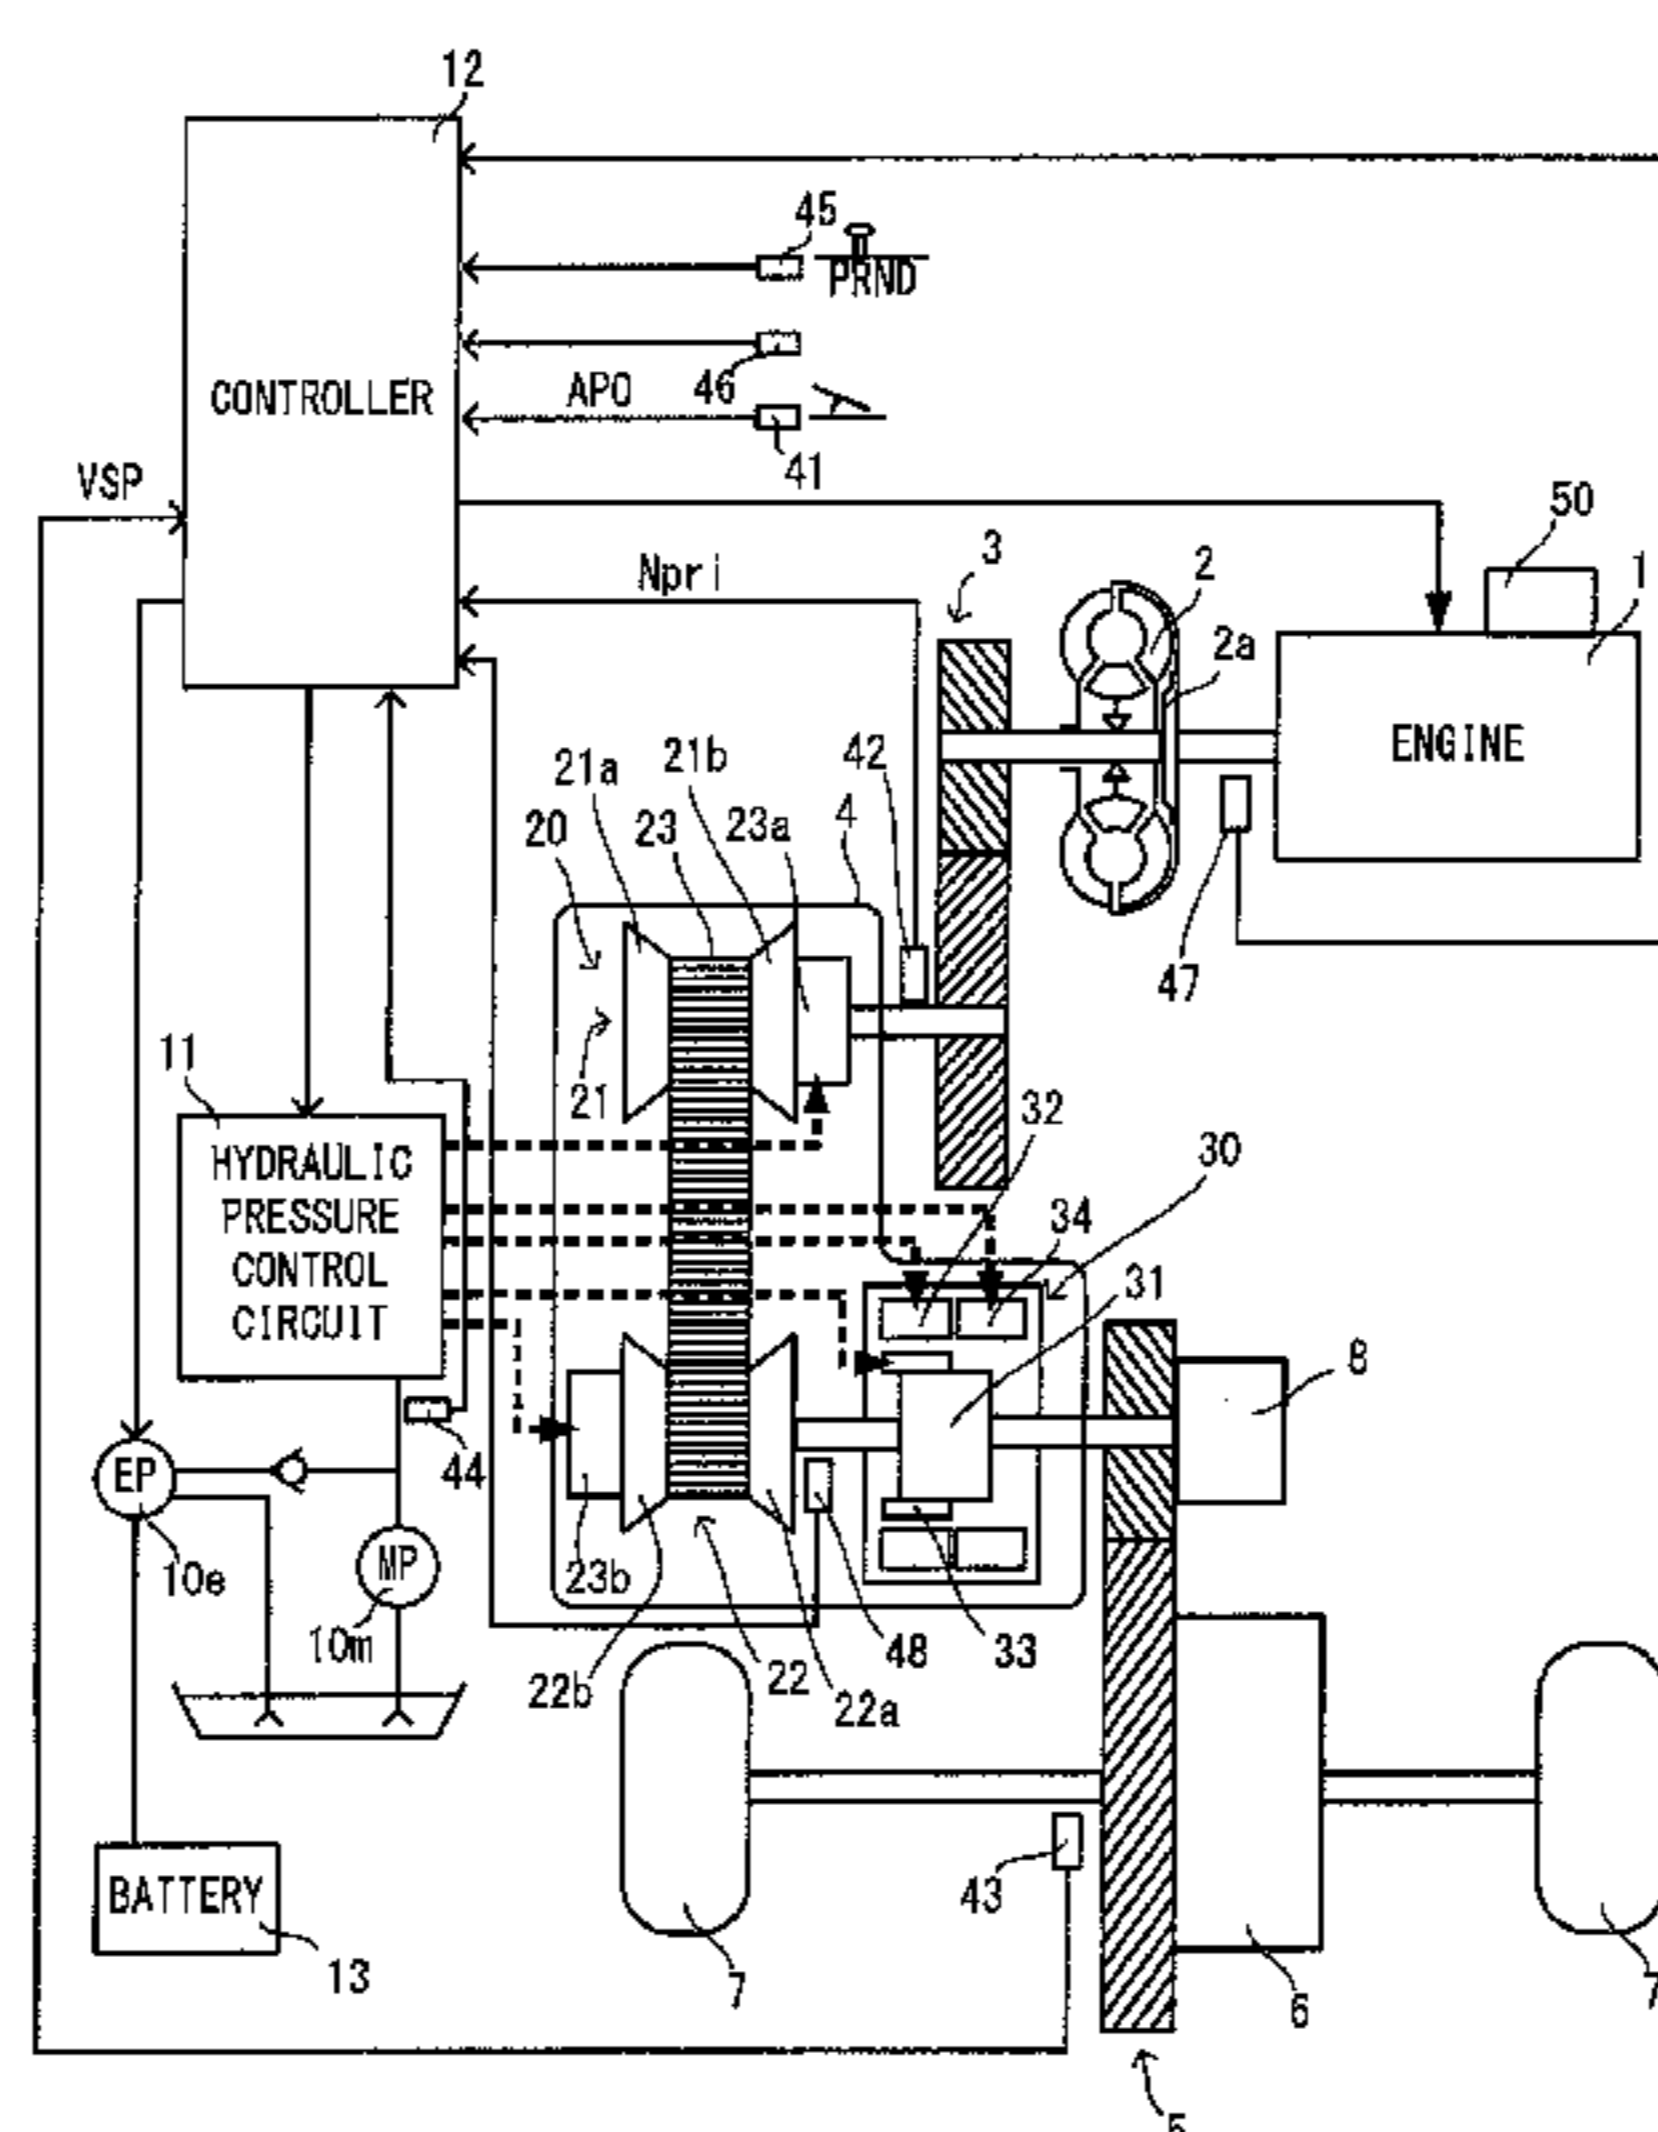 12
45
PRND
CONTROLLER
46
APO
41
VSP
50
3
2
1
Npri
2a
ENGINE
21a
21b
42
20
23
23a
4
47
11
21
32
30
HYDRAULIC
PRESSURE
CONTROL
CIRCUIT
34
31
8
EP
44
10e
MP
23b
10m
22b
22
22a
48
33
BATTERY
43
13
7
6
7
5